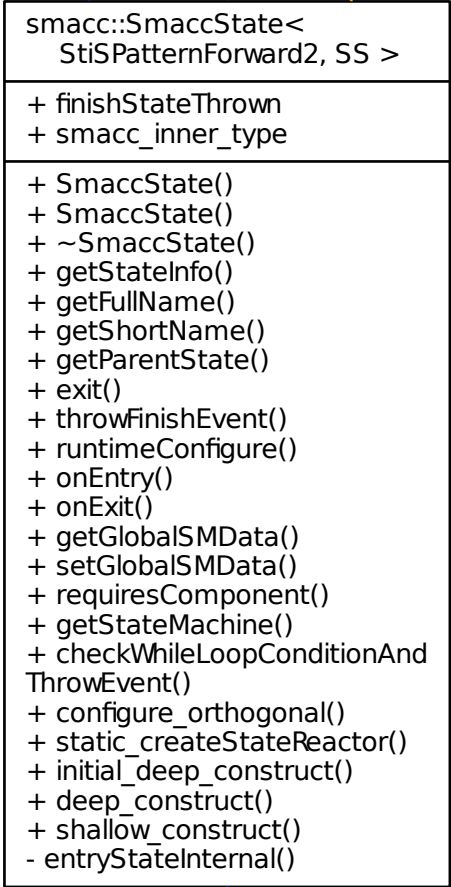 smacc::SmaccState<
StiSPatternForward2, SS >
+ finishStateThrown
+ smacc_inner_type
+ SmaccState()
+ SmaccState()
+ ~SmaccState()
+ getStateInfo()
+ getFullName()
+ getShortName()
+ getParentState()
+ exit()
+ throwFinishEvent()
+ runtimeConfigure()
+ onEntry()
+ onExit()
+ getGlobalSMData()
+ setGlobalSMData()
+ requiresComponent()
+ getStateMachine()
+ checkWhileLoopConditionAnd
ThrowEvent()
+ configure_orthogonal()
+ static_createStateReactor()
+ initial_deep_construct()
+ deep_construct()
+ shallow_construct()
- entryStateInternal()